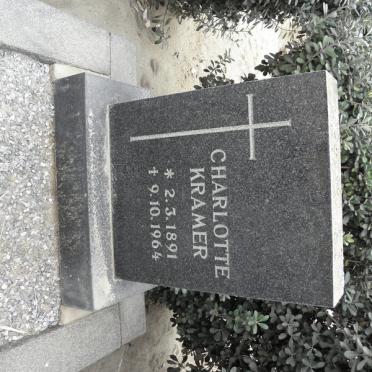 CHARLOTTE
KRAMER
* 2.3.1891
+ 9.10.1964